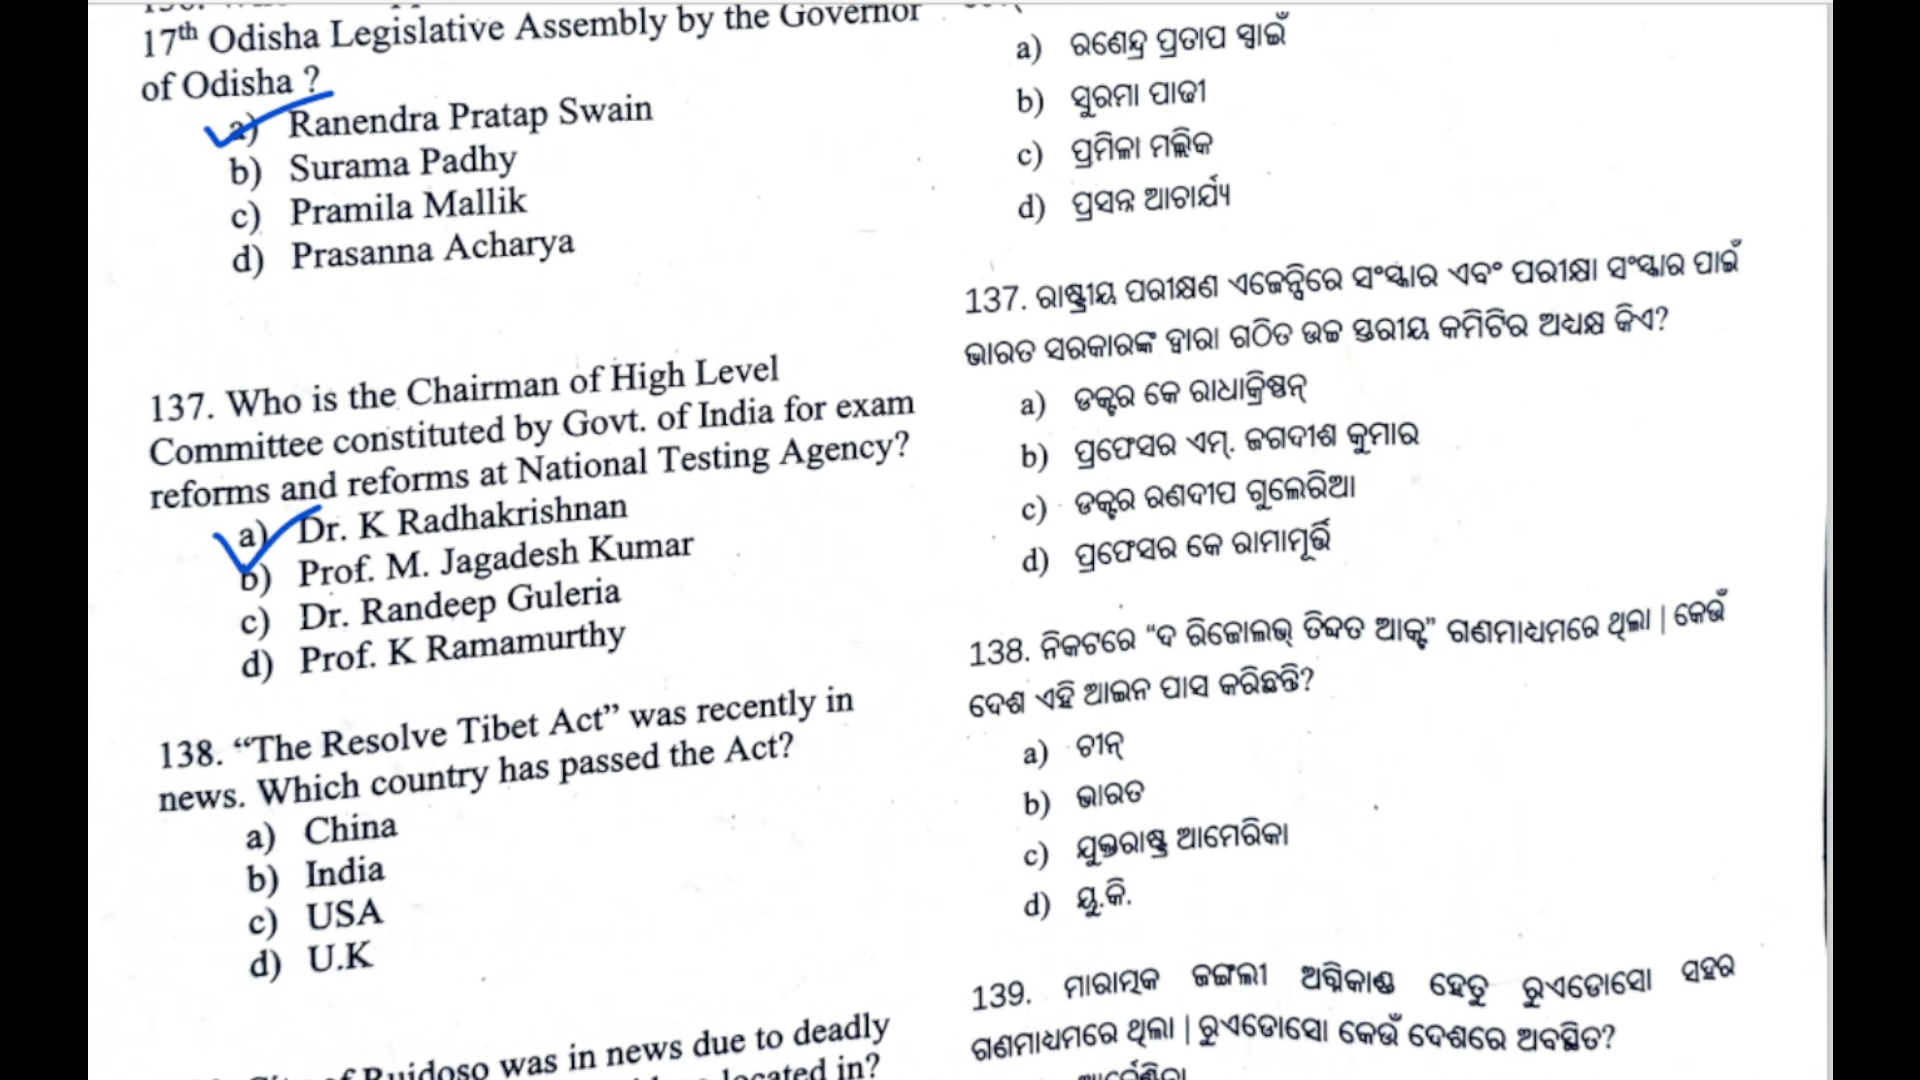 17th Odisha Legislative Assembly by the Governor
of Odisha ?
a) Ranendra Pratap Swain
b) Surama Padhy
c) Pramila Mallik
d) Prasanna Acharya
137. Who is the Chairman of High Level
Committee constituted by Govt. of India for exam
reforms and reforms at National Testing Agency?
a) Dr. K Radhakrishnan
b) Prof. M. Jagadesh Kumar
c) Dr. Randeep Guleria
d) Prof. K Ramamurthy
138. “The Resolve Tibet Act” was recently in
news. Which country has passed the Act?
a) China
b) India
c) USA
d) U.K
of Ruidoso was in news due to deadly
located in?
a) ରଣେନ୍ଦ୍ର ପ୍ରତାପ ସ୍ୱାଇଁ
b) ସୁରମା ପାଢୀ
c) ପ୍ରମିଳା ମଲ୍ଲିକ
d) ପ୍ରସନ୍ନ ଆଚାର୍ଯ୍ୟ
137. ରାଷ୍ଟ୍ରୀୟ ପରୀକ୍ଷଣ ଏଜେନ୍ସିରେ ସଂସ୍କାର ଏବଂ ପରୀକ୍ଷା ସଂସ୍କାର ପାଇଁ
ଭାରତ ସରକାରଙ୍କ ଦ୍ୱାରା ଗଠିତ ଉଚ୍ଚ ସ୍ତରୀୟ କମିଟିର ଅଧ୍ୟକ୍ଷ କିଏ?
a) ଡକ୍ଟର କେ ରାଧାକ୍ରିଷ୍ଣନ୍
b) ପ୍ରଫେସର ଏମ୍. ଜଗଦୀଶ କୁମାର
c) ଡକ୍ଟର ରଣଦୀପ ଗୁଲେରିଆ
d) ପ୍ରଫେସର କେ ରାମାମୂର୍ତ୍ତି
138. ନିକଟରେ “ଦ ରିଜୋଲଭ୍ ତିବ୍ବତ ଆକ୍ଟ” ଗଣମାଧ୍ୟମରେ ଥିଲା | କେଉଁ
ଦେଶ ଏହି ଆଇନ ପାସ କରିଛନ୍ତି?
a) ଚୀନ୍
b) ଭାରତ
c) ଯୁକ୍ତରାଷ୍ଟ୍ର ଆମେରିକା
d) ୟୁ.କି.
139. ମାରାତ୍ମକ ଜଙ୍ଗଲୀ ଅଗ୍ନିକାଣ୍ଡ ହେତୁ ରୁଏଡୋସୋ ସହର
ଗଣମାଧ୍ୟମରେ ଥିଲା | ରୁଏଡୋସୋ କେଉଁ ଦେଶରେ ଅବସ୍ଥିତ?